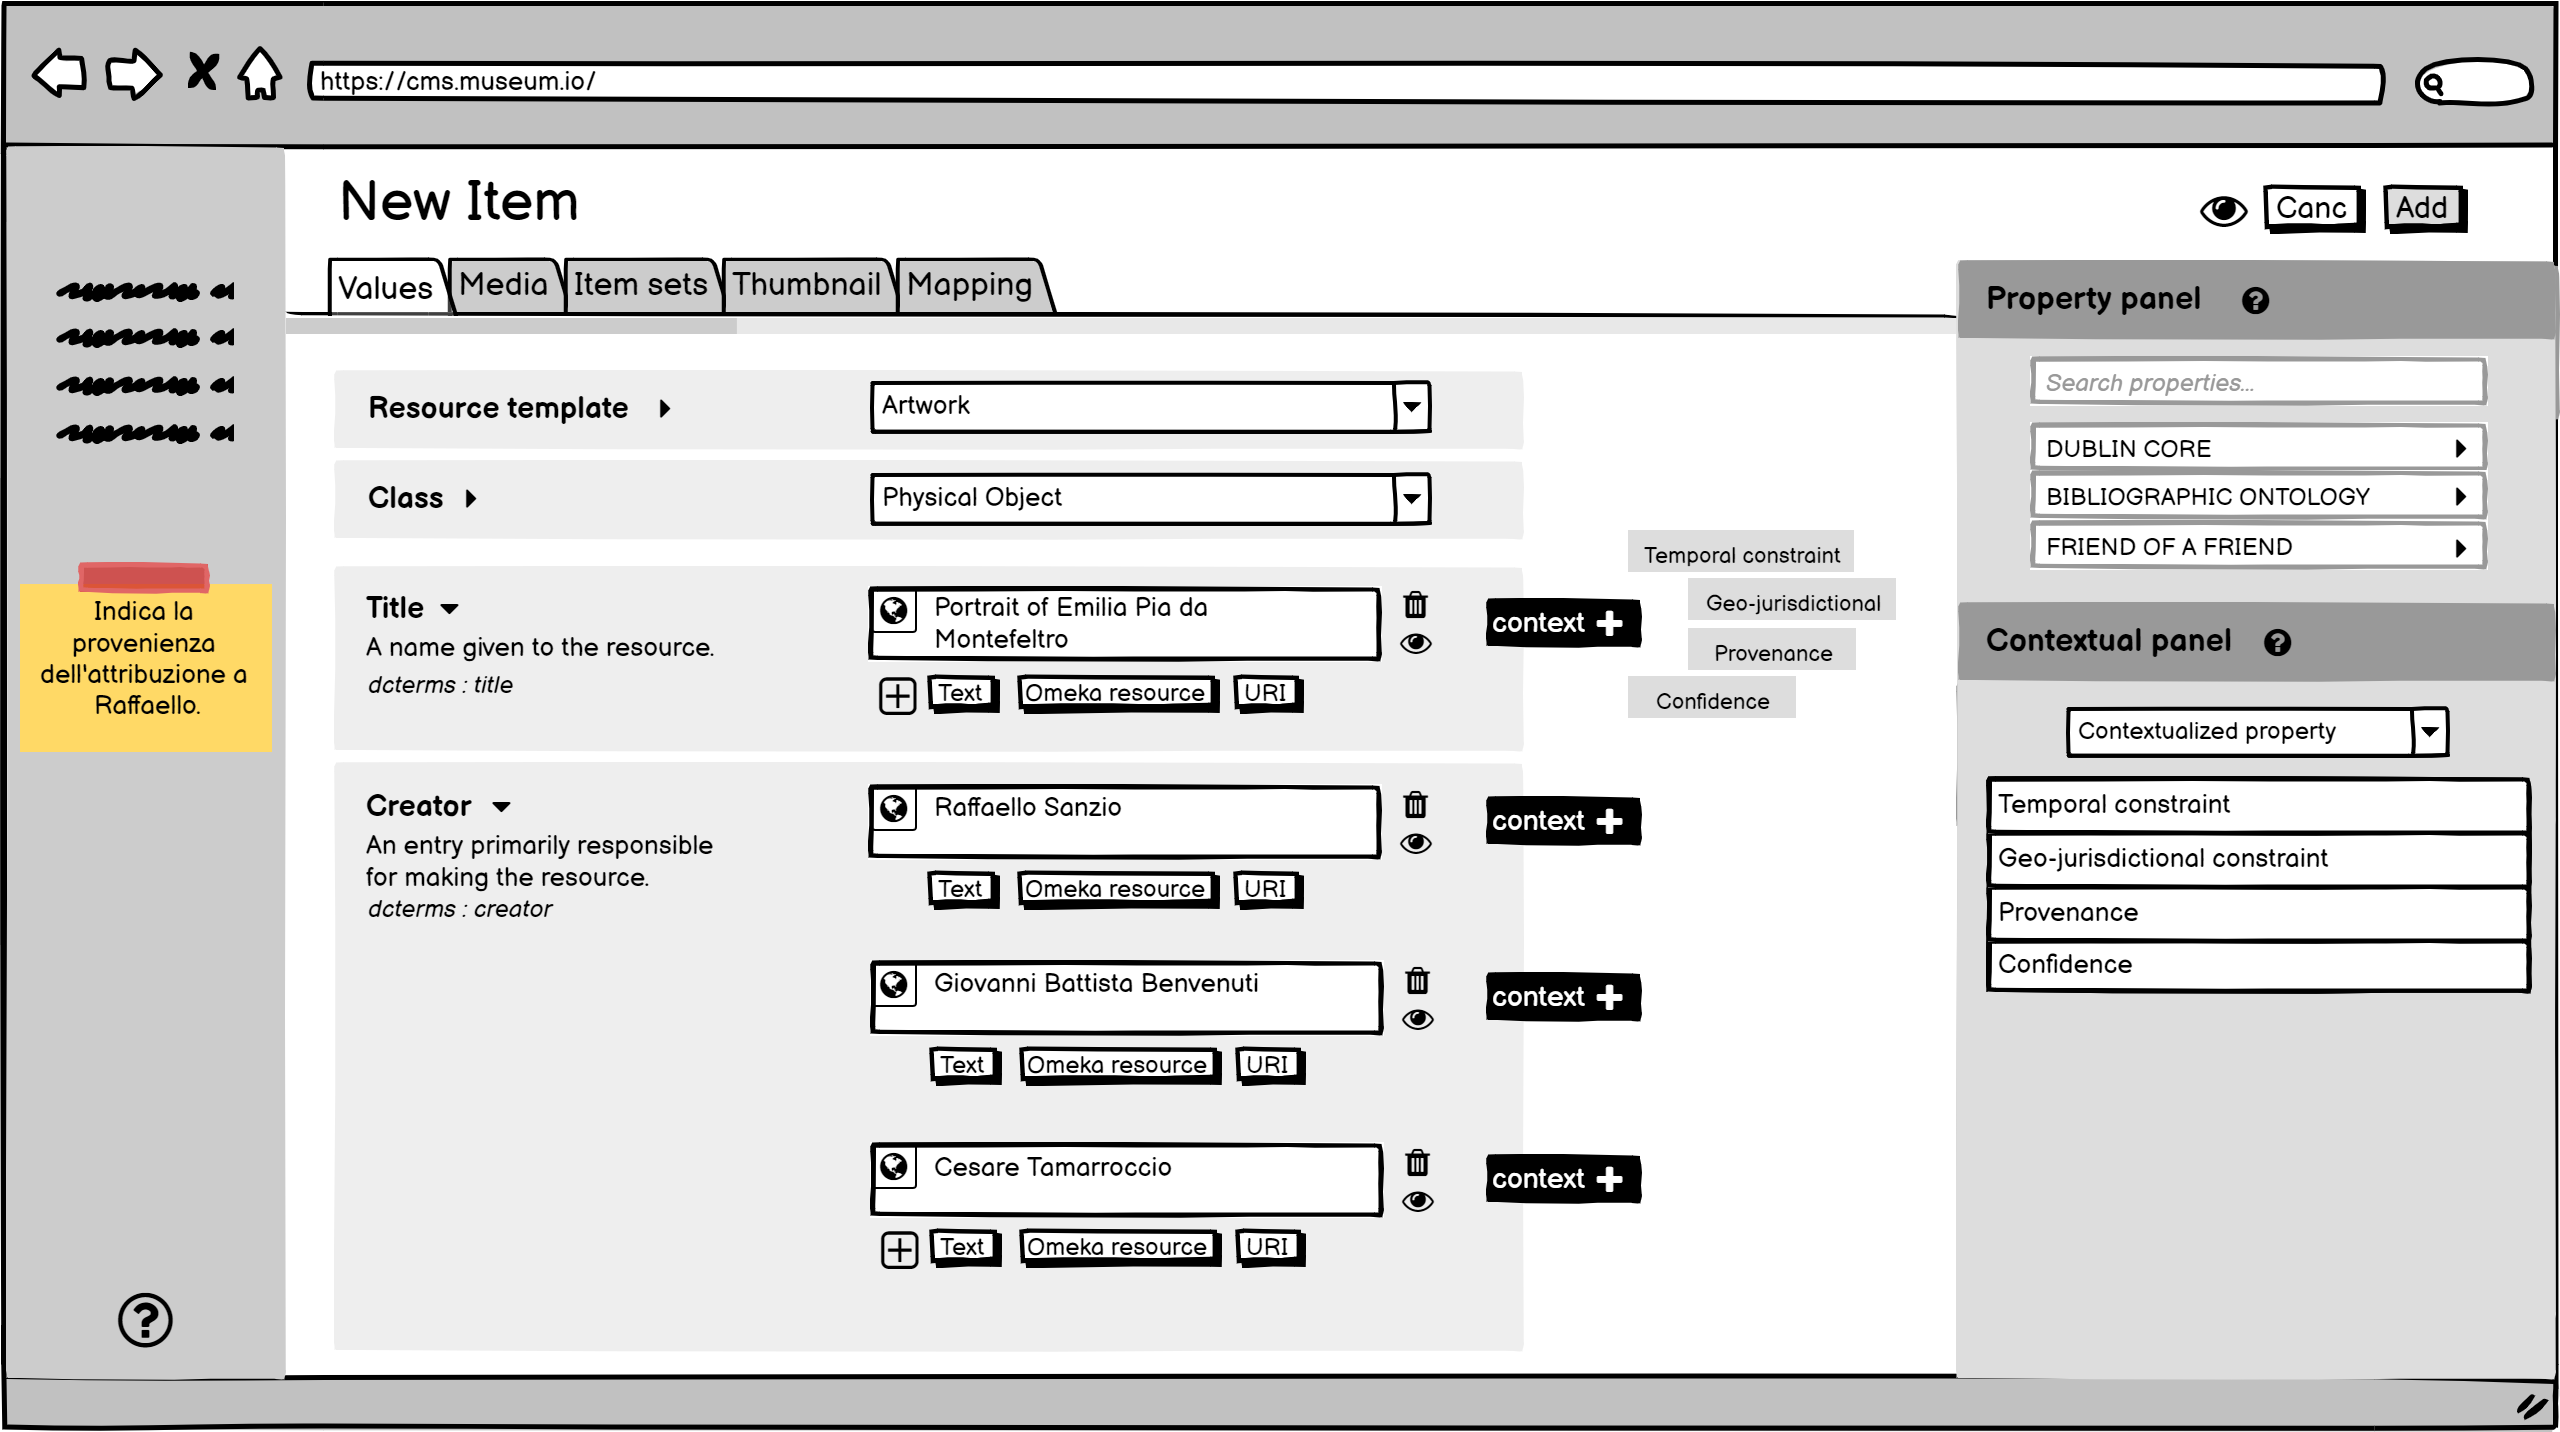 https://cms.museum.io/
New Item
Canc
Add
Values
Media
Item sets
Thumbnail
Mapping
Indica la
provenienza
dell'attribuzione a
Raffaello.
Resource template
Artwork
Class
Physical Object
Title
A name given to the resource.
dcterms : title
Portrait of Emilia Pia da
Montefeltro
Text
Omeka resource
URI
context
Temporal constraint
Geo-jurisdictional
Provenance
Confidence
Creator
An entry primarily responsible
for making the resource.
dcterms : creator
Raffaello Sanzio
Text
Omeka resource
URI
context
Giovanni Battista Benvenuti
Text
Omeka resource
URI
context
Cesare Tamarroccio
Text
Omeka resource
URI
context
Property panel
Search properties...
DUBLIN CORE
BIBLIOGRAPHIC ONTOLOGY
FRIEND OF A FRIEND
Contextual panel
Contextualized property
Temporal constraint
Geo-jurisdictional constraint
Provenance
Confidence